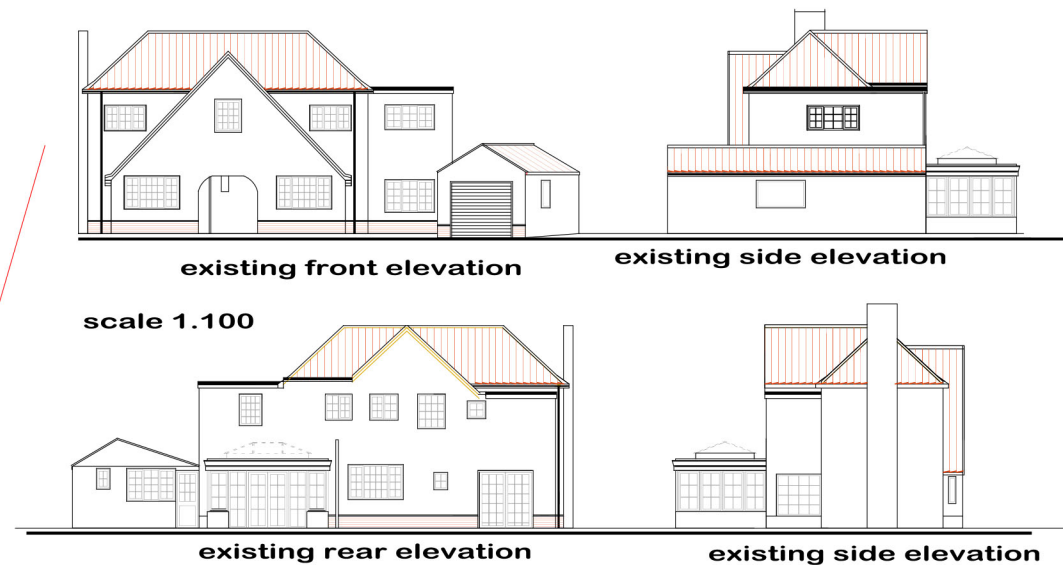 existing front elevation
existing side elevation
scale 1.100
existing rear elevation
existing side elevation